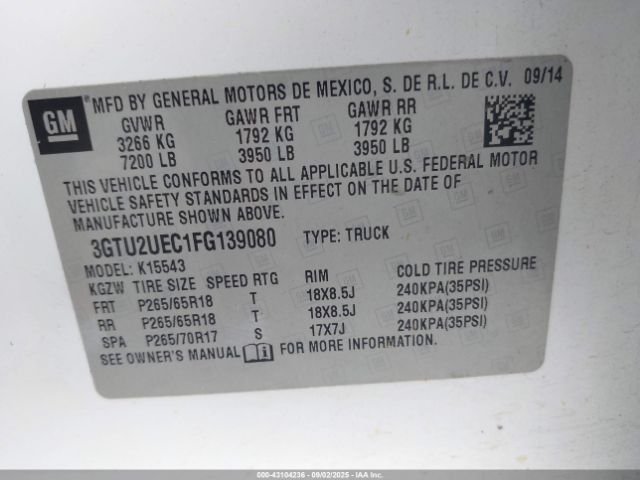 GM
MFD BY GENERAL MOTORS DE MEXICO, S. DE R.L. DE C.V. 09/14
GVWR GAWR FRT GAWR RR
3266 KG 1792 KG 1792 KG
7200 LB 3950 LB 3950 LB
THIS VEHICLE CONFORMS TO ALL APPLICABLE U.S. FEDERAL MOTOR
VEHICLE SAFETY STANDARDS IN EFFECT ON THE DATE OF
MANUFACTURE SHOWN ABOVE.
3GTU2UEC1FG139080 TYPE: TRUCK
MODEL: K15543
KGZW TIRE SIZE SPEED RTG RIM COLD TIRE PRESSURE
FRT P265/65R18 T 18X8.5J 240KPA(35PSI)
RR P265/65R18 T 18X8.5J 240KPA(35PSI)
SPA P265/70R17 S 17X7J 240KPA(35PSI)
SEE OWNER'S MANUAL FOR MORE INFORMATION.
000-43104236 - 09/02/2025 - IAAI.COM